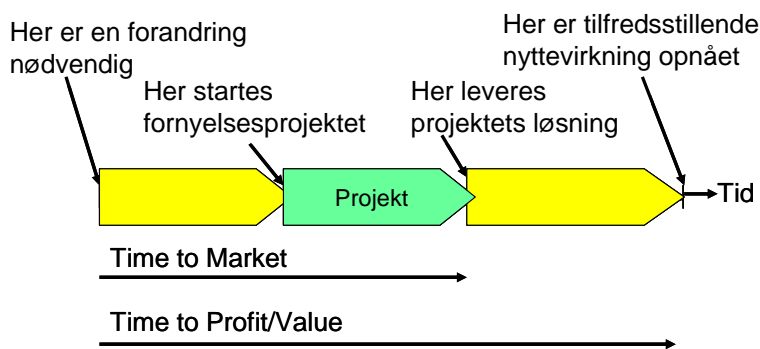 Her er en forandring
nødvendig
Her startes
fornyelsesprojektet
Her leveres
projektets løsning
Her er tilfredsstillende
nyttevirkning opnået
Projekt
Tid
Time to Market
Time to Profit/Value